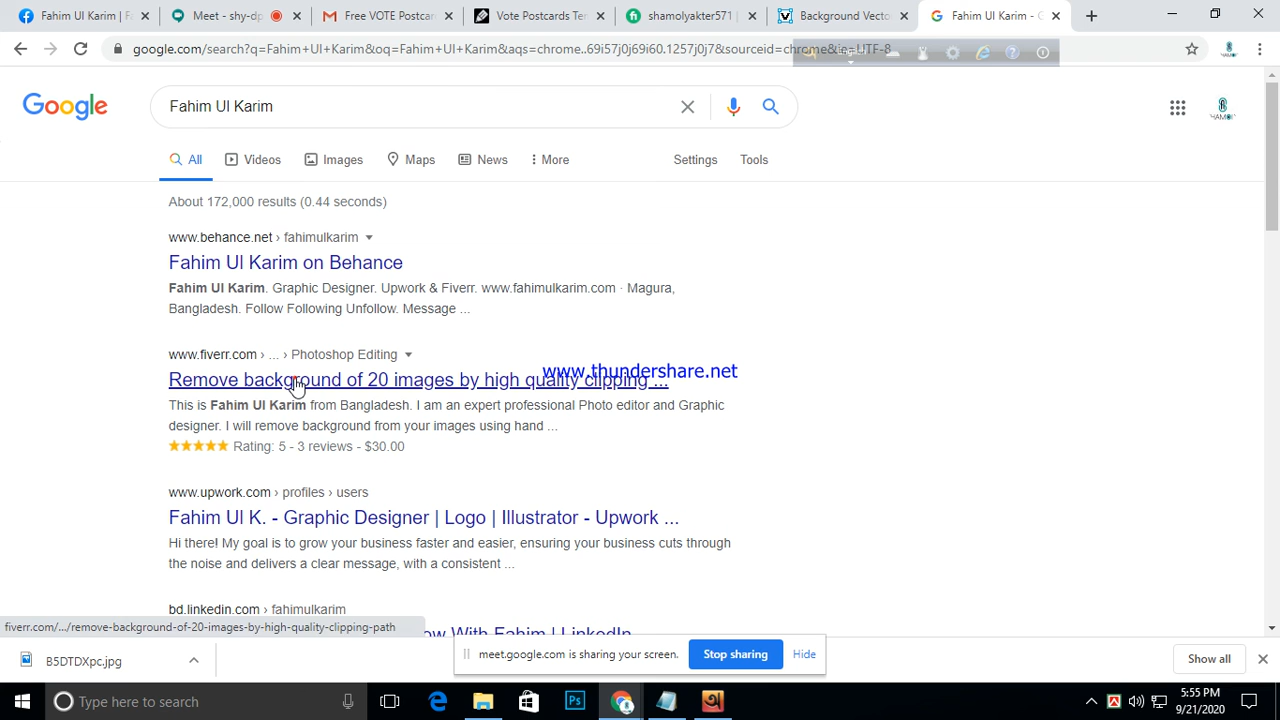 Fahim Ul Karim | F
Meet - shy-dp
Free VOTE Postcar
Vote Postcards Te
shamolyakter571 |
Background Vecto
Fahim Ul Karim - G
google.com/search?q=Fahim+Ul+Karim&oq=Fahim+Ul+Karim&aqs=chrome..69i57j0j69i60.1257j0j7&sourceid=chrome&ie=UTF-8
Google
Fahim Ul Karim
All
Videos
Images
Maps
News
More
Settings
Tools
About 172,000 results (0.44 seconds)
www.behance.net › fahimulkarim
Fahim Ul Karim on Behance
Fahim Ul Karim. Graphic Designer. Upwork & Fiverr. www.fahimulkarim.com · Magura,
Bangladesh. Follow Following Unfollow. Message ...
www.fiverr.com › ... › Photoshop Editing
Remove background of 20 images by high quality clipping ...
www.thundershare.net
This is Fahim Ul Karim from Bangladesh. I am an expert professional Photo editor and Graphic
designer. I will remove background from your images using hand ...
Rating: 5 - 3 reviews - $30.00
www.upwork.com › profiles › users
Fahim Ul K. - Graphic Designer | Logo | Illustrator - Upwork ...
Hi there! My goal is to grow your business faster and easier, ensuring your business cuts through
the noise and delivers a clear message, with a consistent ...
bd.linkedin.com › fahimulkarim
With Fahim | LinkedIn
fiverr.com/.../remove-background-of-20-images-by-high-quality-clipping-path
meet.google.com is sharing your screen.
Stop sharing
Hide
B5DTDXpc.jpg
Show all
Type here to search
Ps
5:55 PM
9/21/2020